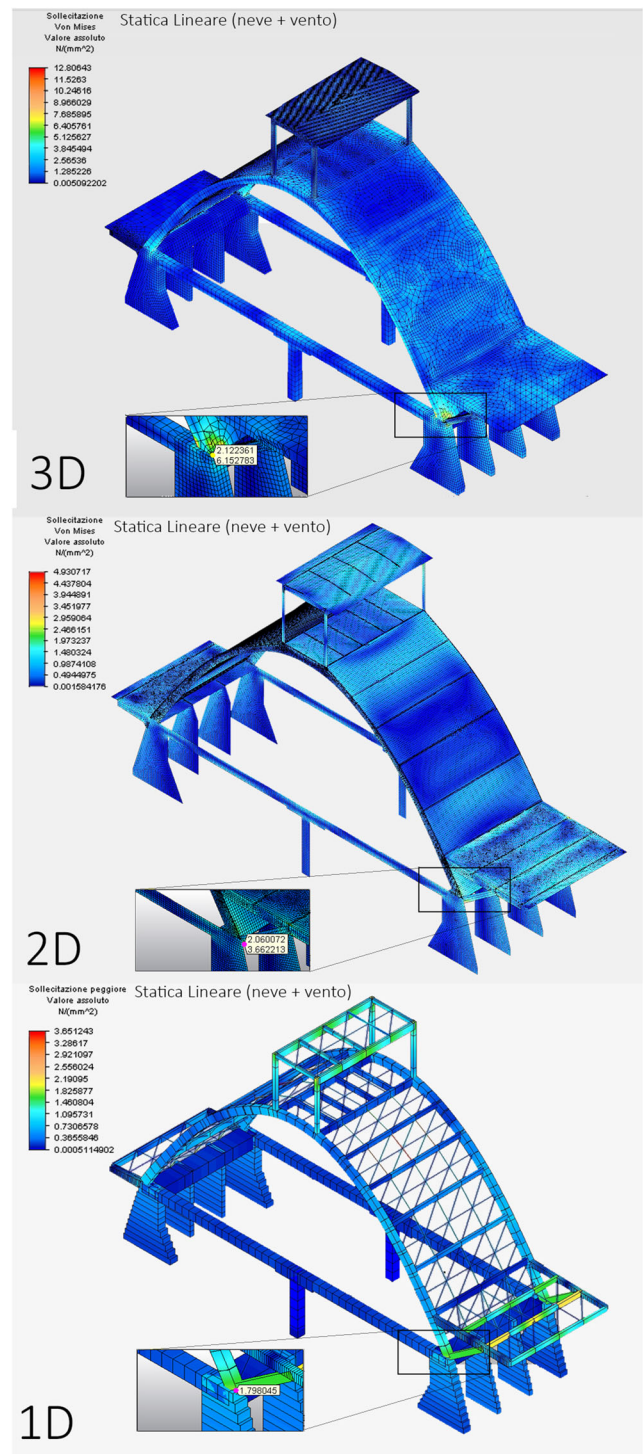 Sollecitazione
Von Mises
Valore assoluto
N/(mm^2)
Statica Lineare (neve + vento)
12.80643
11.5263
10.24616
8.966029
7.685895
6.405761
5.125627
3.845494
2.56536
1.285226
0.005092202
2.122361
6.152783
3D
Sollecitazione
Von Mises
Valore assoluto
N/(mm^2)
Statica Lineare (neve + vento)
4.930717
4.437804
3.944891
3.451977
2.959064
2.466151
1.973237
1.480324
0.9874108
0.4944975
0.001584176
2.060072
3.662213
2D
Sollecitazione peggiore
Valore assoluto
N/(mm^2)
Statica Lineare (neve + vento)
3.651243
3.28617
2.921097
2.556024
2.19095
1.825877
1.460804
1.095731
0.7306578
0.3655846
0.0005114902
1.798045
1D